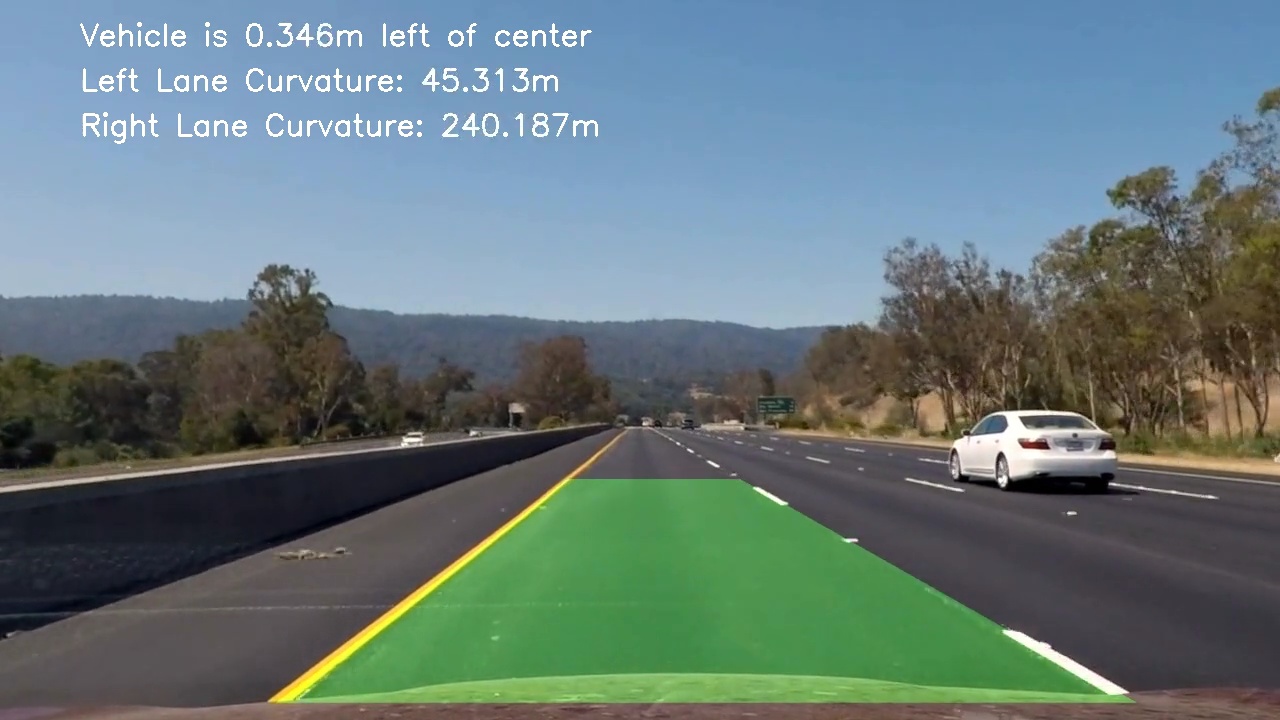 Vehicle is 0.346m left of center
Left Lane Curvature: 45.313m
Right Lane Curvature: 240.187m